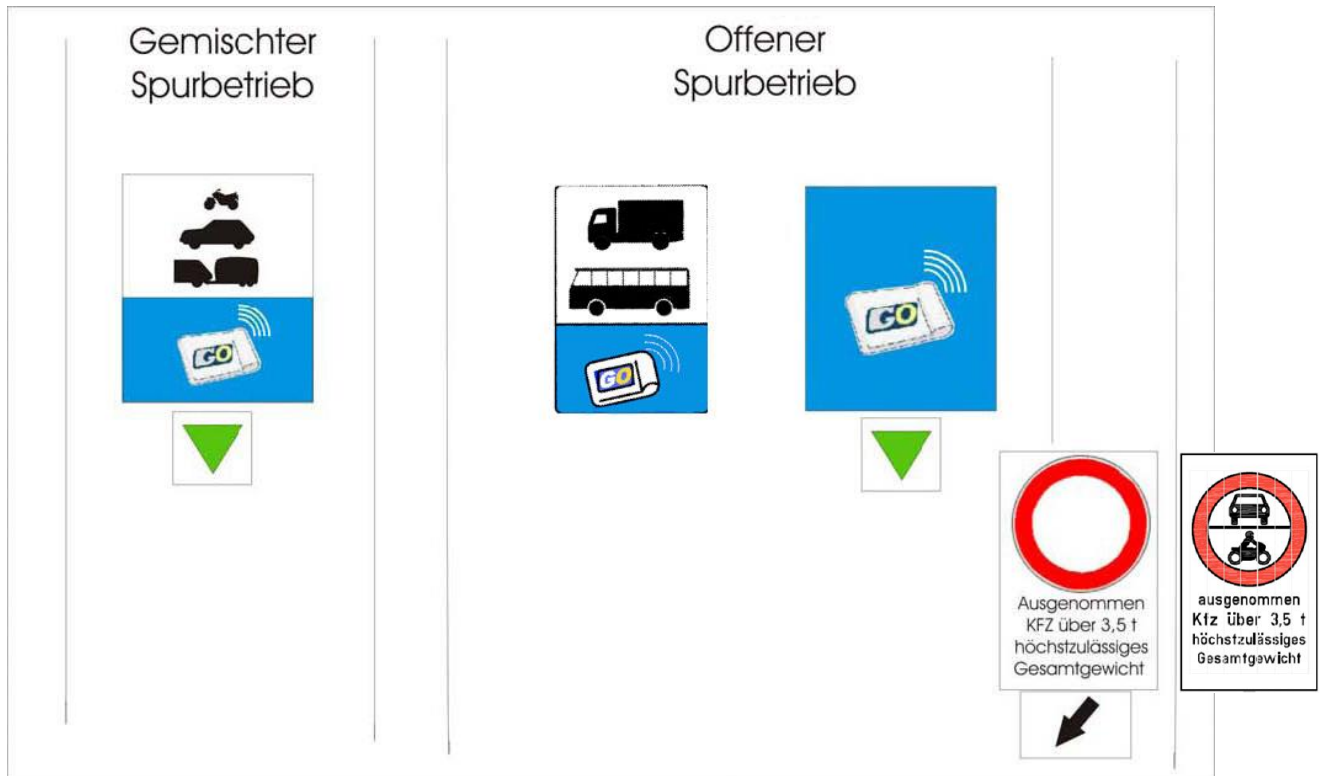 Gemischter
Spurbetrieb
Offener
Spurbetrieb
GO
GO
GO
Ausgenommen
KFZ über 3,5 t
höchstzulässiges
Gesamtgewicht
ausgenommen
Kfz über 3,5 t
höchstzulässiges
Gesamtgewicht